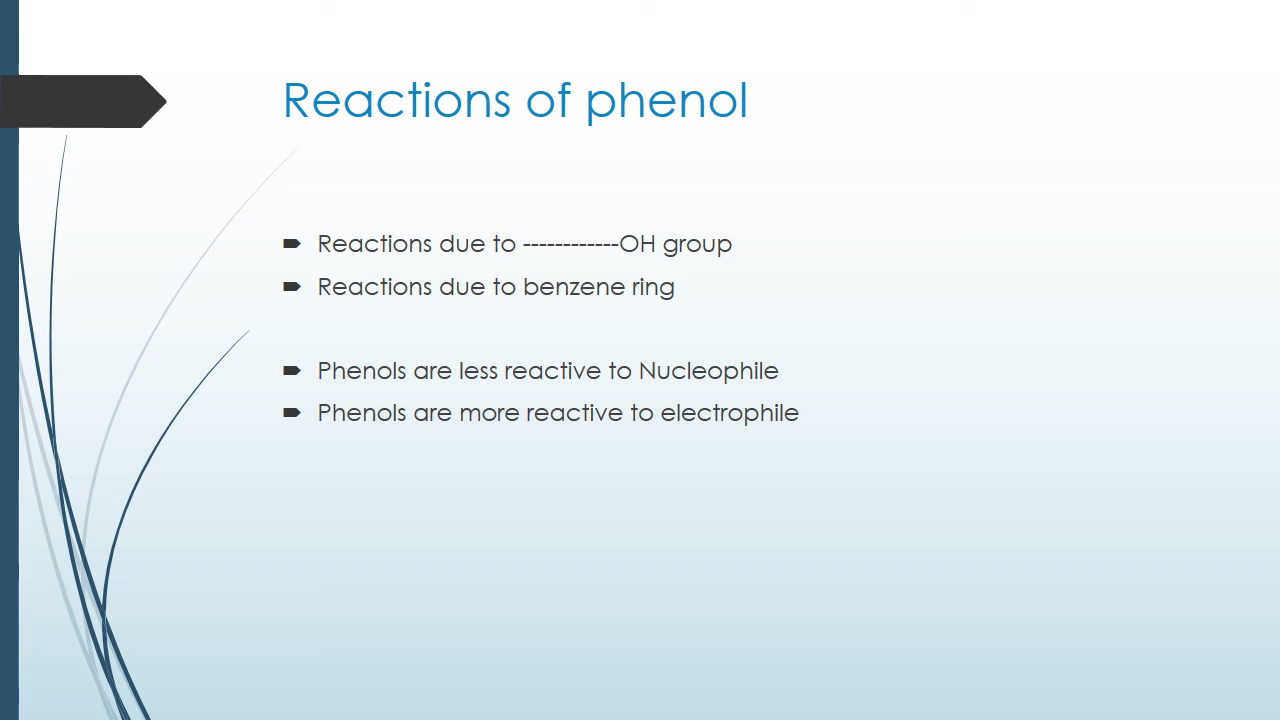 Reactions of phenol
Reactions due to ------------OH group
Reactions due to benzene ring
Phenols are less reactive to Nucleophile
Phenols are more reactive to electrophile